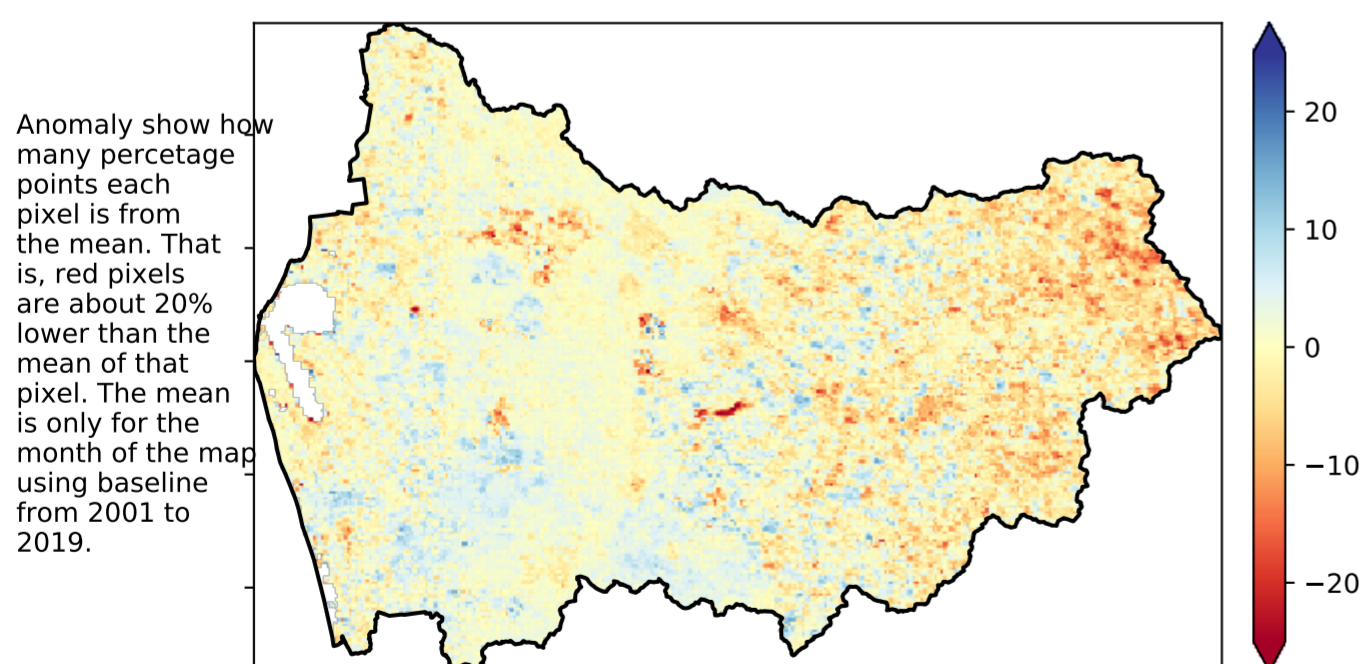 Anomaly show how
many percetage
points each
pixel is from
the mean. That
is, red pixels
are about 20%
lower than the
mean of that
pixel. The mean
is only for the
month of the map
using baseline
from 2001 to
2019.
20
10
0
−10
−20